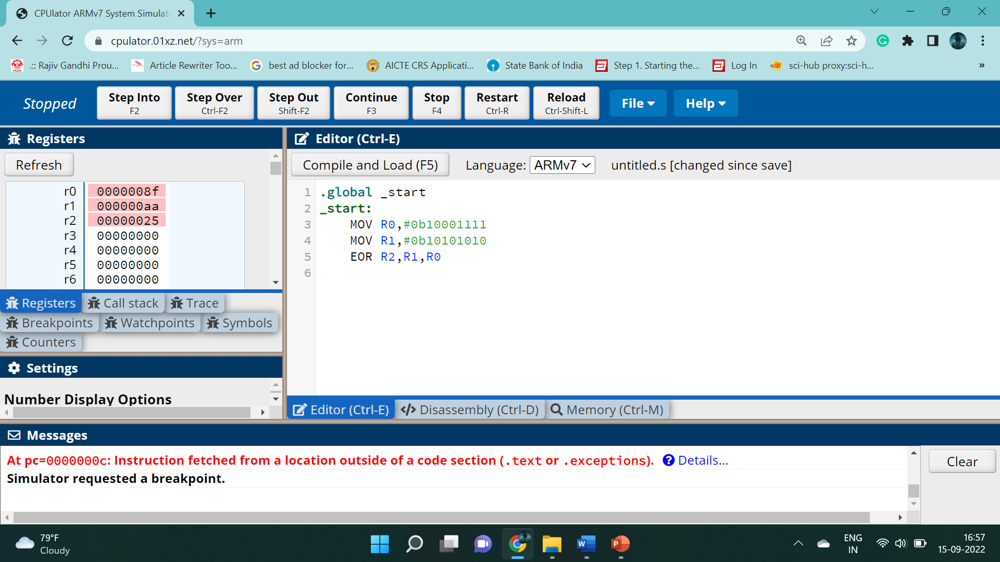 CPUlator ARMv7 System Simulato
cpulator.01xz.net/?sys=arm
.:: Rajiv Gandhi Prou...
Article Rewriter Too...
best ad blocker for...
AICTE CRS Applicati...
State Bank of India
Step 1. Starting the...
Log In
sci-hub proxy:sci-h...
»
Stopped
Step Into
F2
Step Over
Ctrl-F2
Step Out
Shift-F2
Continue
F3
Stop
F4
Restart
Ctrl-R
Reload
Ctrl-Shift-L
File
Help
Registers
Refresh
r0 0000008f
r1 000000aa
r2 00000025
r3 00000000
r4 00000000
r5 00000000
r6 00000000
Registers
Call stack
Trace
Breakpoints
Watchpoints
Symbols
Counters
Settings
Number Display Options
Editor (Ctrl-E)
Compile and Load (F5)
Language: ARMv7
untitled.s [changed since save]
1 .global _start
2 _start:
3 MOV R0,#0b10001111
4 MOV R1,#0b10101010
5 EOR R2,R1,R0
6
Editor (Ctrl-E)
Disassembly (Ctrl-D)
Memory (Ctrl-M)
Messages
At pc=0000000c: Instruction fetched from a location outside of a code section (.text or .exceptions). Details...
Simulator requested a breakpoint.
Clear
79°F
Cloudy
ENG
IN
16:57
15-09-2022